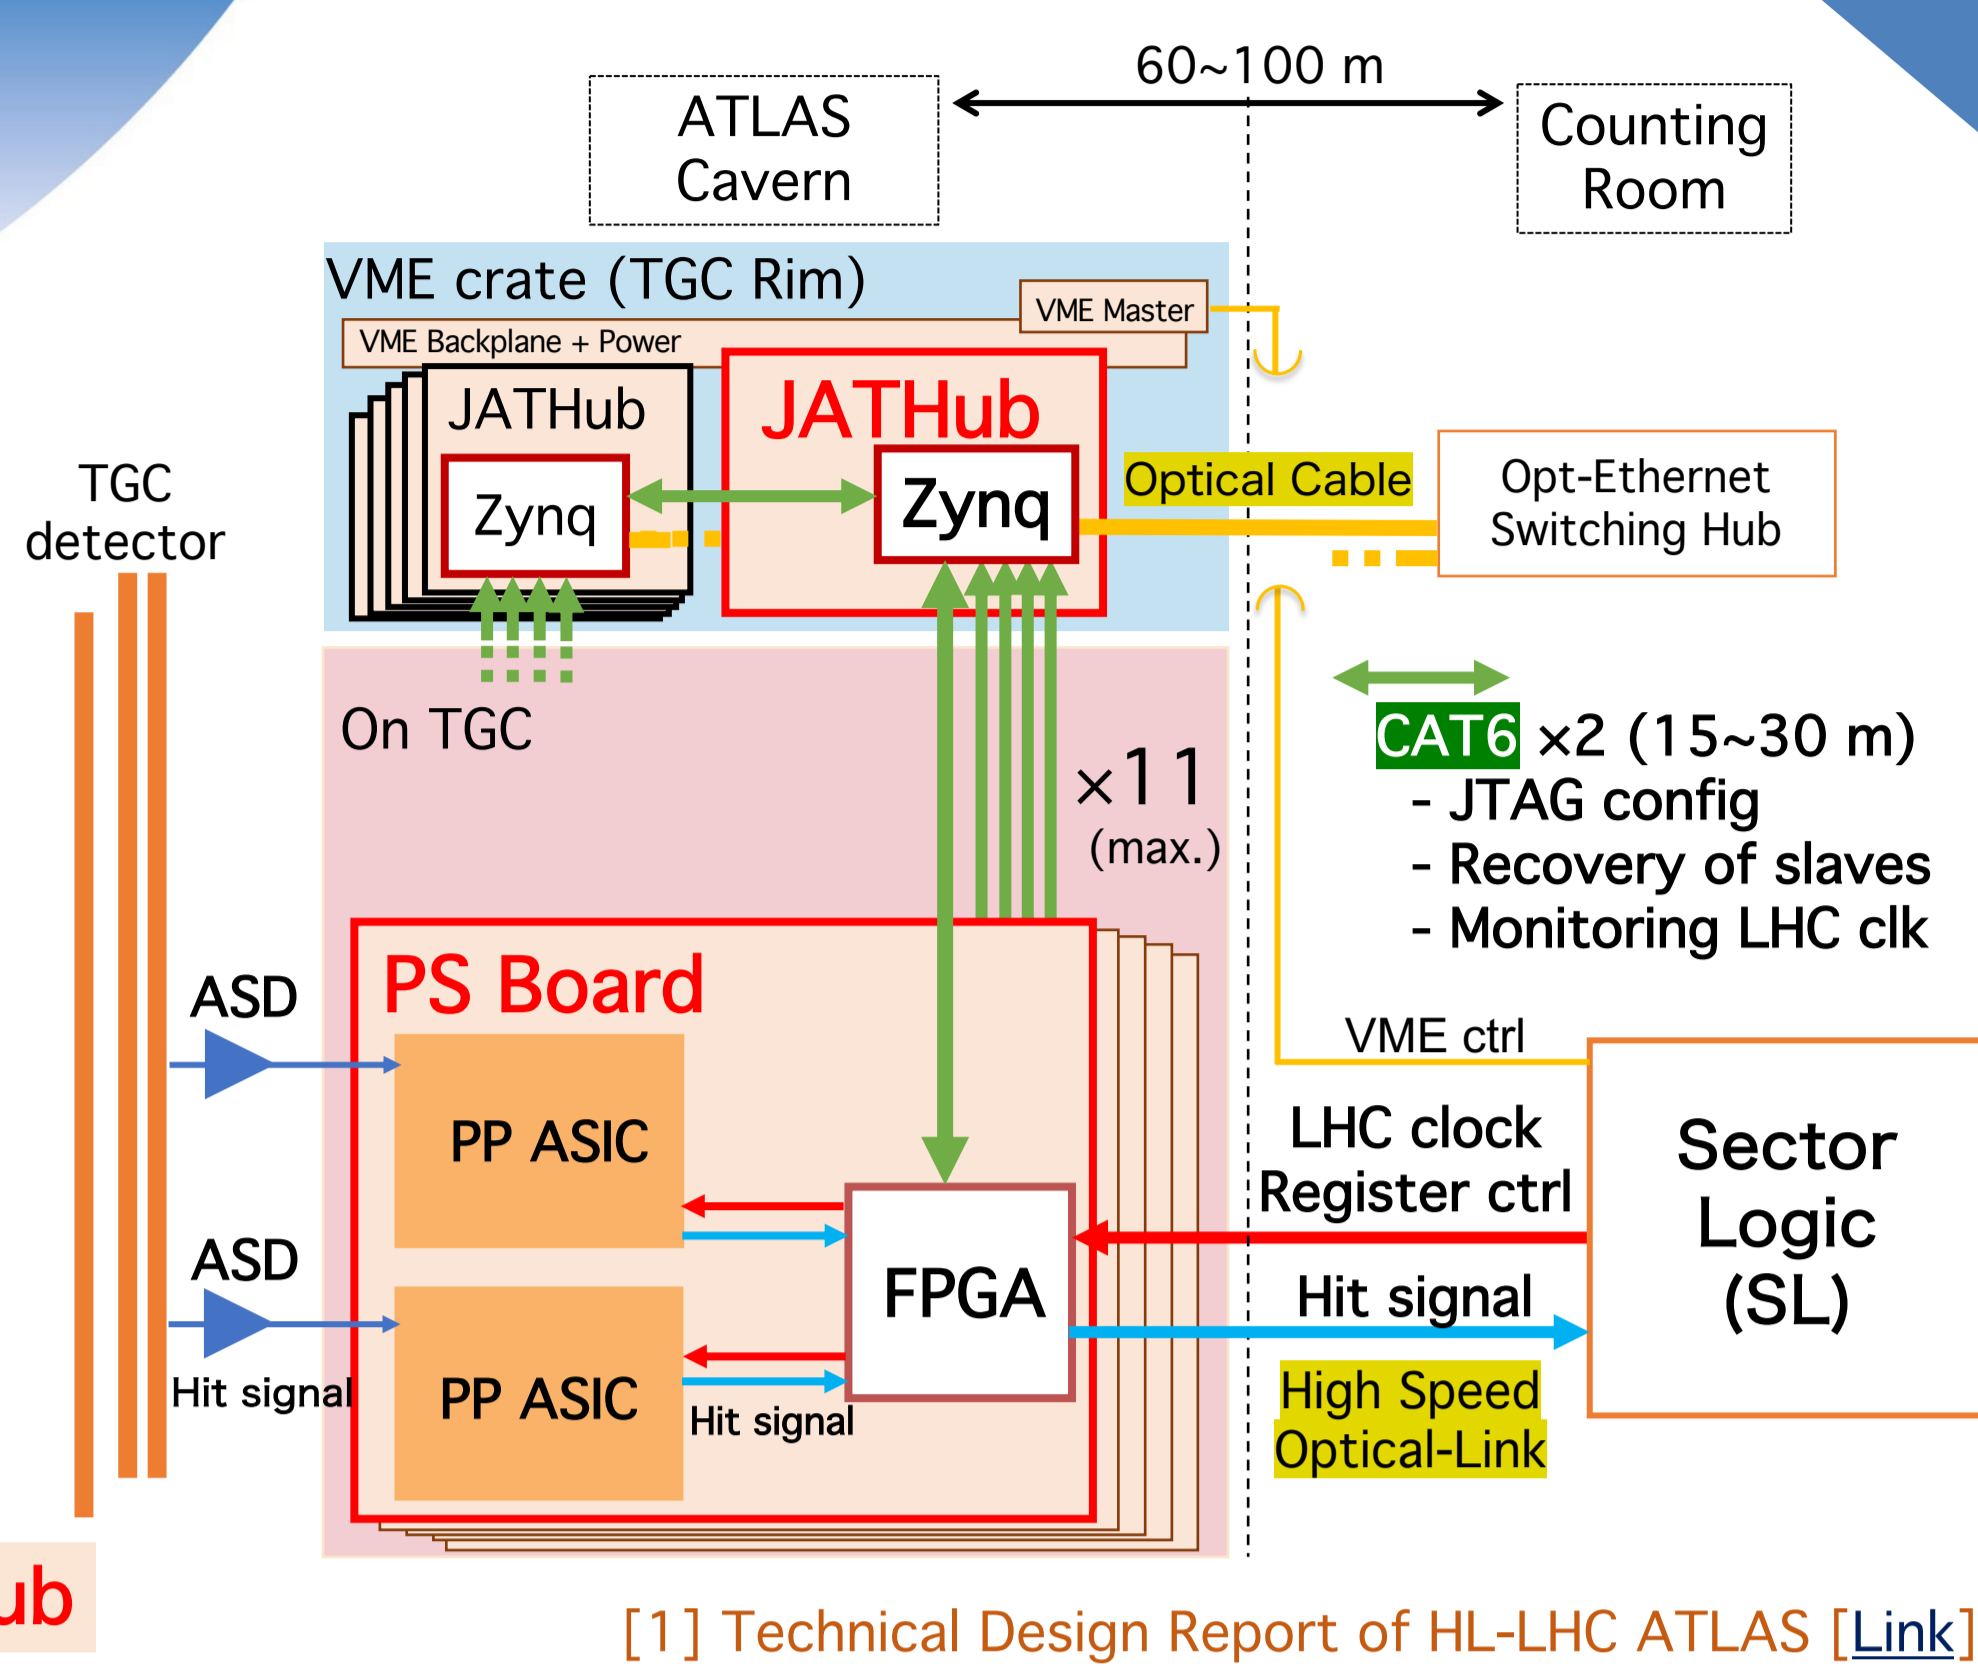 60~100 m
ATLAS
Cavern
Counting
Room
VME crate (TGC Rim)
VME Master
VME Backplane + Power
JATHub
JATHub
Zynq
Zynq
Optical Cable
Opt-Ethernet
Switching Hub
TGC
detector
On TGC
×11
(max.)
CAT6 ×2 (15~30 m)
- JTAG config
- Recovery of slaves
- Monitoring LHC clk
PS Board
ASD
PP ASIC
ASD
Hit signal
PP ASIC
Hit signal
FPGA
VME ctrl
LHC clock
Register ctrl
Hit signal
High Speed
Optical-Link
Sector
Logic
(SL)
ub
[1] Technical Design Report of HL-LHC ATLAS [Link]